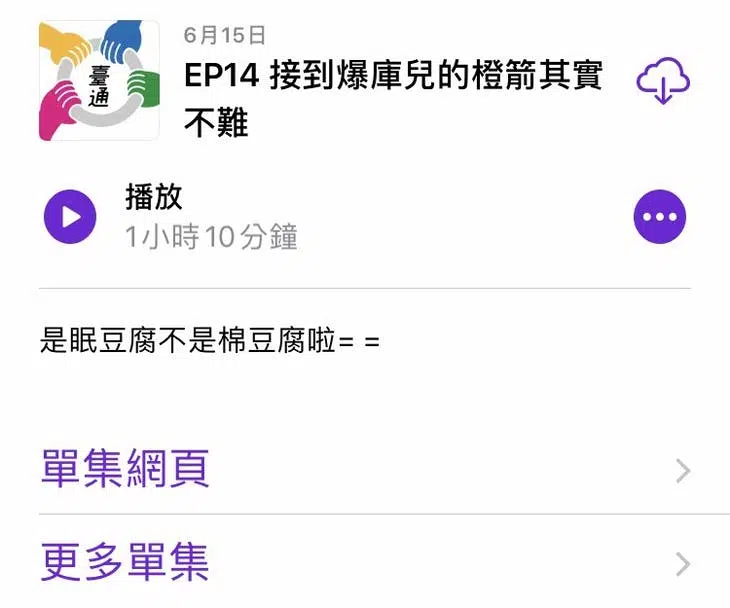 臺
通
6月15日
EP14 接到爆庫兒的橙箭其實
不難
播放
1小時10分鐘
是眠豆腐不是棉豆腐啦= =
單集網頁
更多單集